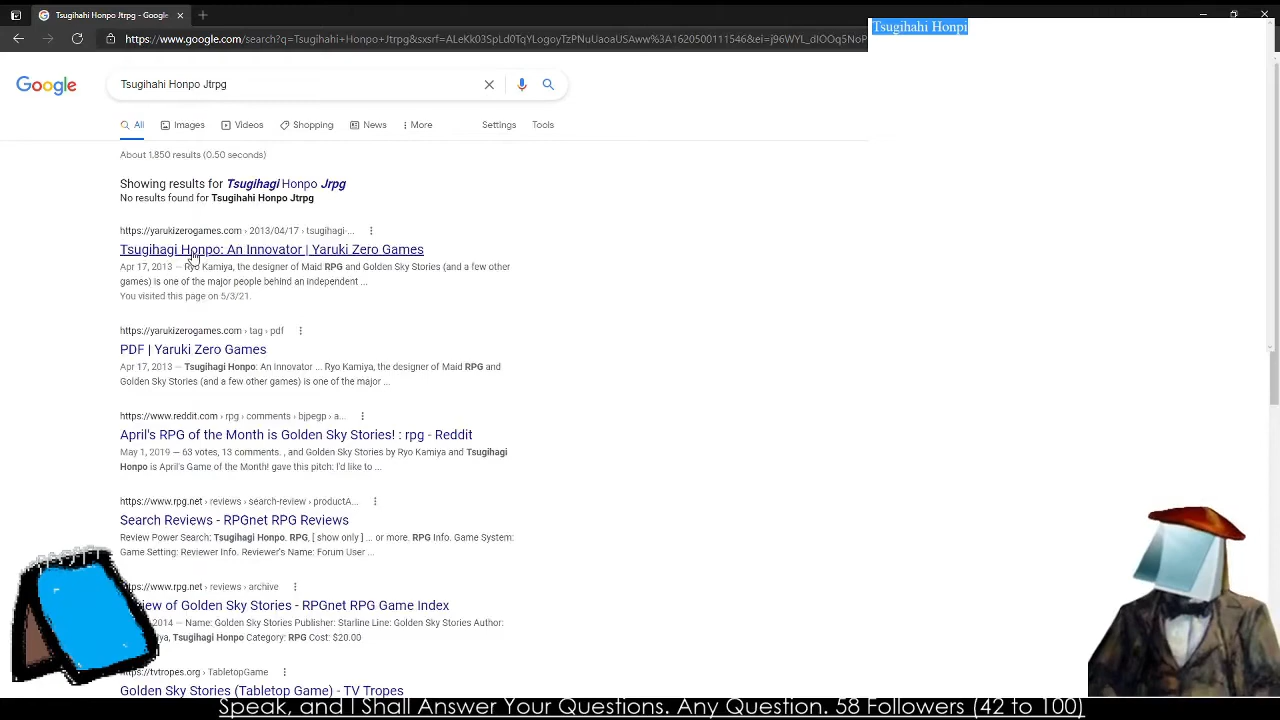 Tsugihagi Honpo Jrpg - Google
Tsugihahi Honpi
https://www.google.com
?q=Tsugihahi+Honpo+Jtrpg&sxsrf=ALeKk03SpLd0TqYLogoyTzPNuUaoaUSAww%3A1620500111546&ei=j96WYL_dIOOq5NoP
Google
Tsugihahi Honpo Jtrpg
All Images Videos Shopping News More Settings Tools
About 1,850 results (0.50 seconds)
Showing results for Tsugihagi Honpo Jrpg
No results found for Tsugihahi Honpo Jtrpg
https://yarukizerogames.com › 2013/04/17 › tsugihagi-...
Tsugihagi Honpo: An Innovator | Yaruki Zero Games
Apr 17, 2013 — Ryo Kamiya, the designer of Maid RPG and Golden Sky Stories (and a few other
games) is one of the major people behind an independent ...
You visited this page on 5/3/21.
https://yarukizerogames.com › tag › pdf
PDF | Yaruki Zero Games
Apr 17, 2013 — Tsugihagi Honpo: An Innovator ... Ryo Kamiya, the designer of Maid RPG and
Golden Sky Stories (and a few other games) is one of the major ...
https://www.reddit.com › rpg › comments › bjpegp › a...
April's RPG of the Month is Golden Sky Stories! : rpg - Reddit
May 1, 2019 — 63 votes, 13 comments. , and Golden Sky Stories by Ryo Kamiya and Tsugihagi
Honpo is April's Game of the Month! gave this pitch: I'd like to ...
https://www.rpg.net › reviews › search-review › productA...
Search Reviews - RPGnet RPG Reviews
Review Power Search; Tsugihagi Honpo. RPG, [ show only ] ... or more. RPG Info. Game System:
Game Setting: Reviewer Info. Reviewer's Name: Forum User ...
www.rpg.net › reviews › archive
of Golden Sky Stories - RPGnet RPG Game Index
2014 — Name: Golden Sky Stories Publisher: Starline Line: Golden Sky Stories Author:
Tsugihagi Honpo Category: RPG Cost: $20.00
tvtropes.org › TabletopGame
Golden Sky Stories (Tabletop Game) - TV Tropes
Speak, and I Shall Answer Your Questions. Any Question. 58 Followers (42 to 100)